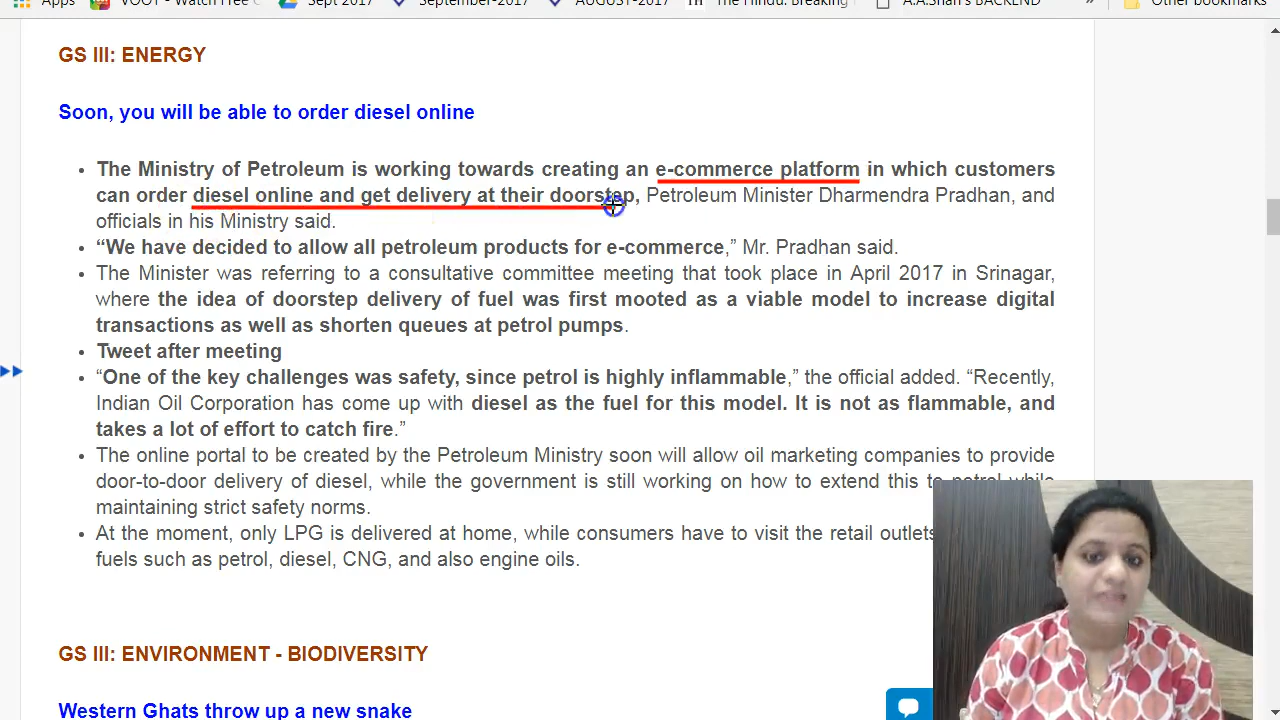 Apps VOOT - Watch Free Sept 2017 September-2017 AUGUST-2017 TH The Hindu: Breaking A.A.Shah's BACKEND » Other bookmarks
GS III: ENERGY
Soon, you will be able to order diesel online
• The Ministry of Petroleum is working towards creating an e-commerce platform in which customers
can order diesel online and get delivery at their doorstep, Petroleum Minister Dharmendra Pradhan, and
officials in his Ministry said.
• “We have decided to allow all petroleum products for e-commerce,” Mr. Pradhan said.
• The Minister was referring to a consultative committee meeting that took place in April 2017 in Srinagar,
where the idea of doorstep delivery of fuel was first mooted as a viable model to increase digital
transactions as well as shorten queues at petrol pumps.
• Tweet after meeting
• “One of the key challenges was safety, since petrol is highly inflammable,” the official added. “Recently,
Indian Oil Corporation has come up with diesel as the fuel for this model. It is not as flammable, and
takes a lot of effort to catch fire.”
• The online portal to be created by the Petroleum Ministry soon will allow oil marketing companies to provide
door-to-door delivery of diesel, while the government is still working on how to extend this to petrol while
maintaining strict safety norms.
• At the moment, only LPG is delivered at home, while consumers have to visit the retail outlets
fuels such as petrol, diesel, CNG, and also engine oils.
GS III: ENVIRONMENT - BIODIVERSITY
Western Ghats throw up a new snake